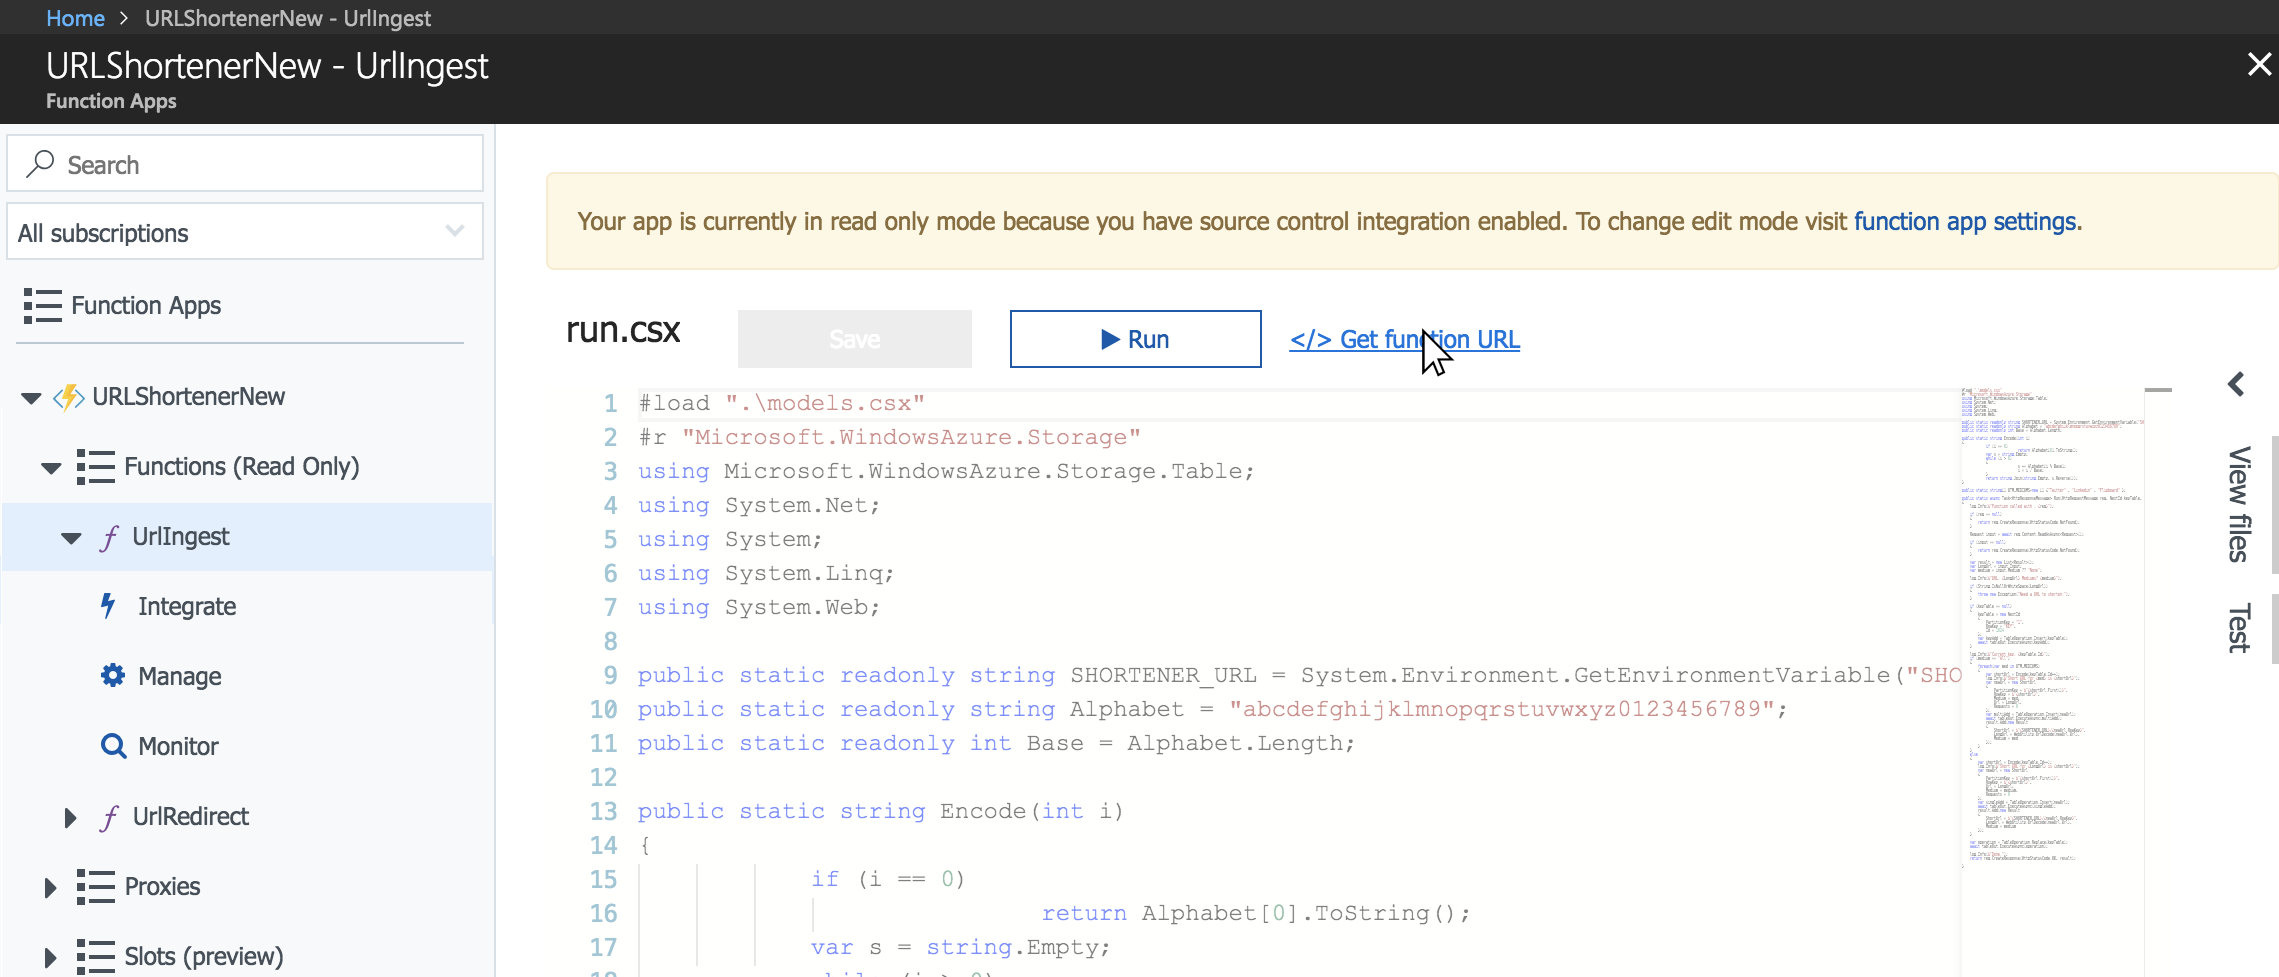 Home > URLShortenerNew - UrlIngest
URLShortenerNew - UrlIngest
Function Apps
Search
All subscriptions
Function Apps
URLShortenerNew
Functions (Read Only)
UrlIngest
Integrate
Manage
Monitor
UrlRedirect
Proxies
Slots (preview)
Your app is currently in read only mode because you have source control integration enabled. To change edit mode visit function app settings.
run.csx
Save
Run
</> Get function URL
1 #load ".\models.csx"
2 #r "Microsoft.WindowsAzure.Storage"
3 using Microsoft.WindowsAzure.Storage.Table;
4 using System.Net;
5 using System;
6 using System.Linq;
7 using System.Web;
8
9 public static readonly string SHORTENER_URL = System.Environment.GetEnvironmentVariable("SHO
10 public static readonly string Alphabet = "abcdefghijklmnopqrstuvwxyz0123456789";
11 public static readonly int Base = Alphabet.Length;
12
13 public static string Encode(int i)
14 {
15 if (i == 0)
16 return Alphabet[0].ToString();
17 var s = string.Empty;
View files
Test